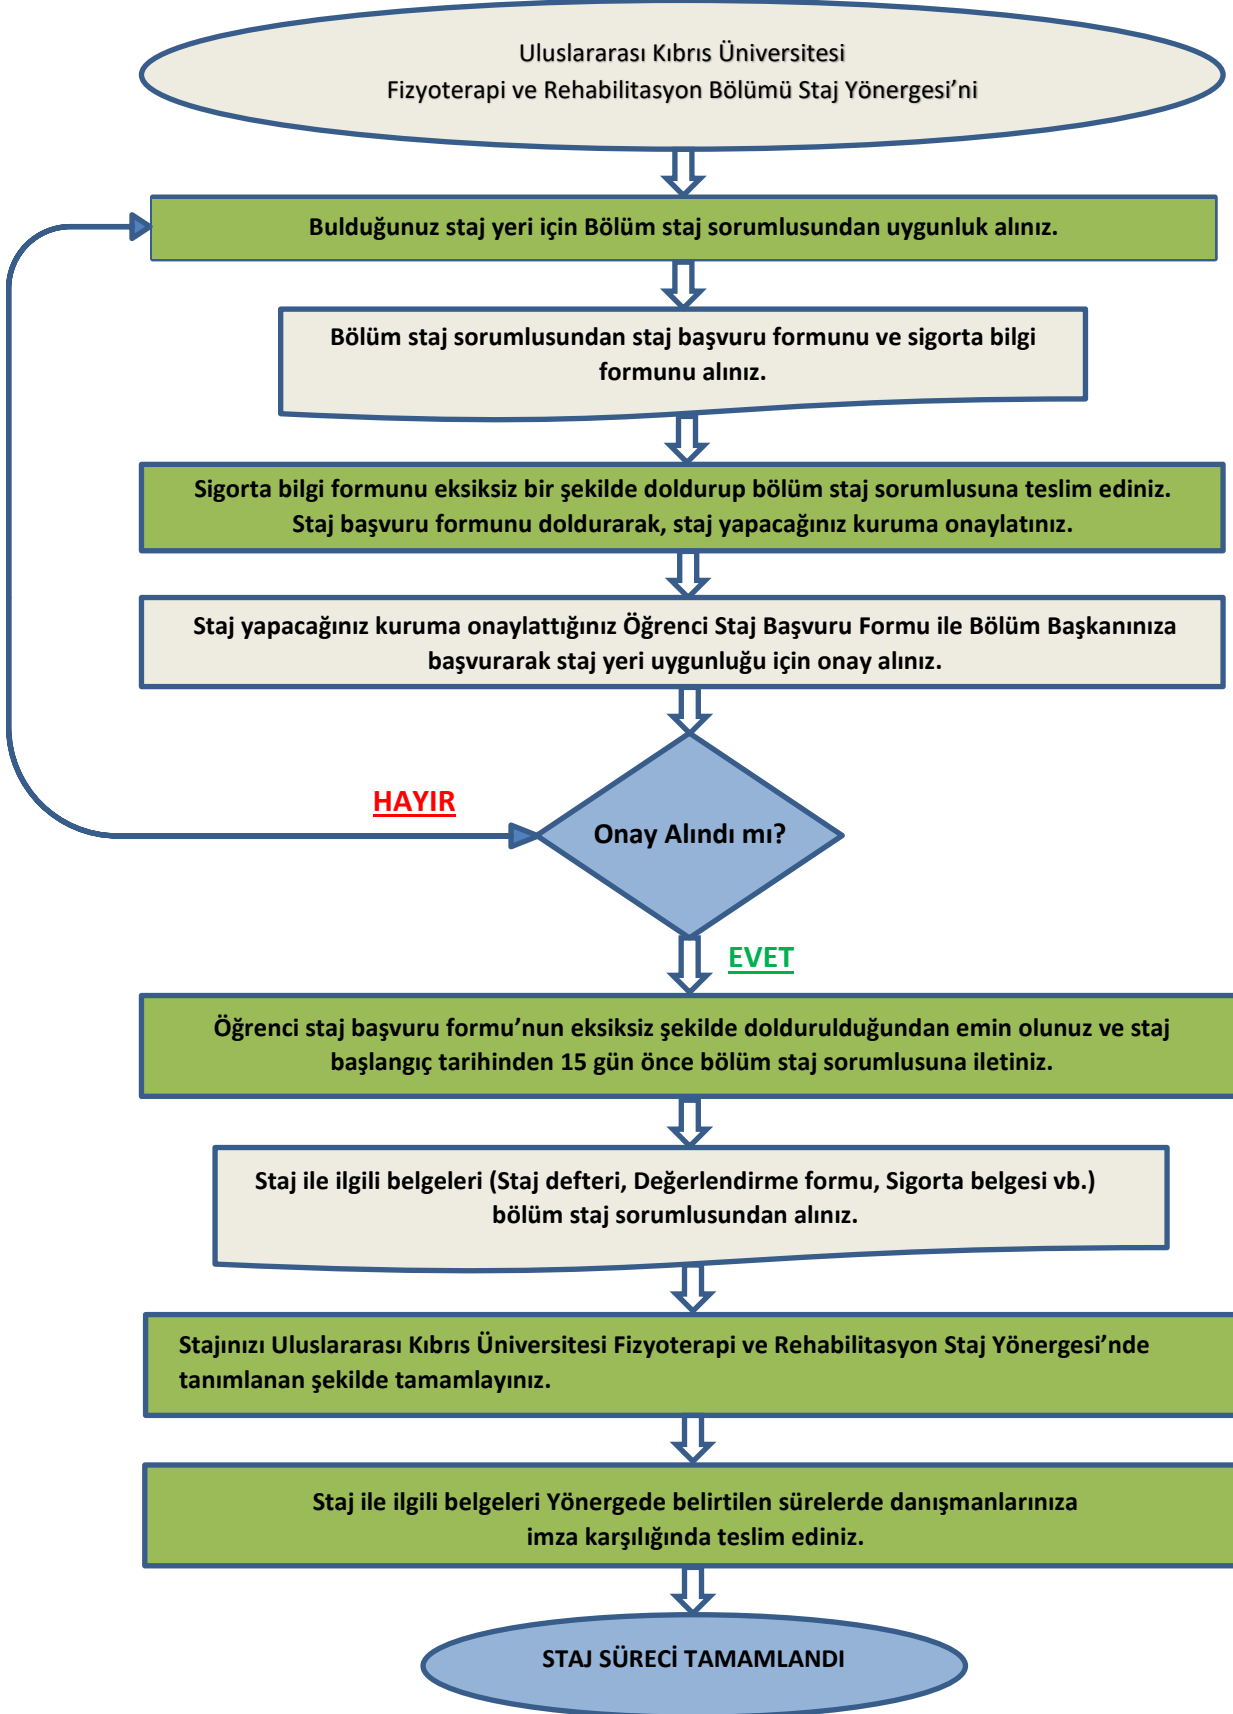 Uluslararası Kıbrıs Üniversitesi
Fizyoterapi ve Rehabilitasyon Bölümü Staj Yönergesi’ni
Bulduğunuz staj yeri için Bölüm staj sorumlusundan uygunluk alınız.
Bölüm staj sorumlusundan staj başvuru formunu ve sigorta bilgi
formunu alınız.
Sigorta bilgi formunu eksiksiz bir şekilde doldurup bölüm staj sorumlusuna teslim ediniz.
Staj başvuru formunu doldurarak, staj yapacağınız kuruma onaylatınız.
Staj yapacağınız kuruma onaylattığınız Öğrenci Staj Başvuru Formu ile Bölüm Başkanınıza
başvurarak staj yeri uygunluğu için onay alınız.
HAYIR
Onay Alındı mı?
EVET
Öğrenci staj başvuru formu’nun eksiksiz şekilde doldurulduğundan emin olunuz ve staj
başlangıç tarihinden 15 gün önce bölüm staj sorumlusuna iletiniz.
Staj ile ilgili belgeleri (Staj defteri, Değerlendirme formu, Sigorta belgesi vb.)
bölüm staj sorumlusundan alınız.
Stajınızı Uluslararası Kıbrıs Üniversitesi Fizyoterapi ve Rehabilitasyon Staj Yönergesi’nde
tanımlanan şekilde tamamlayınız.
Staj ile ilgili belgeleri Yönergede belirtilen sürelerde danışmanlarınıza
imza karşılığında teslim ediniz.
STAJ SÜRECİ TAMAMLANDI